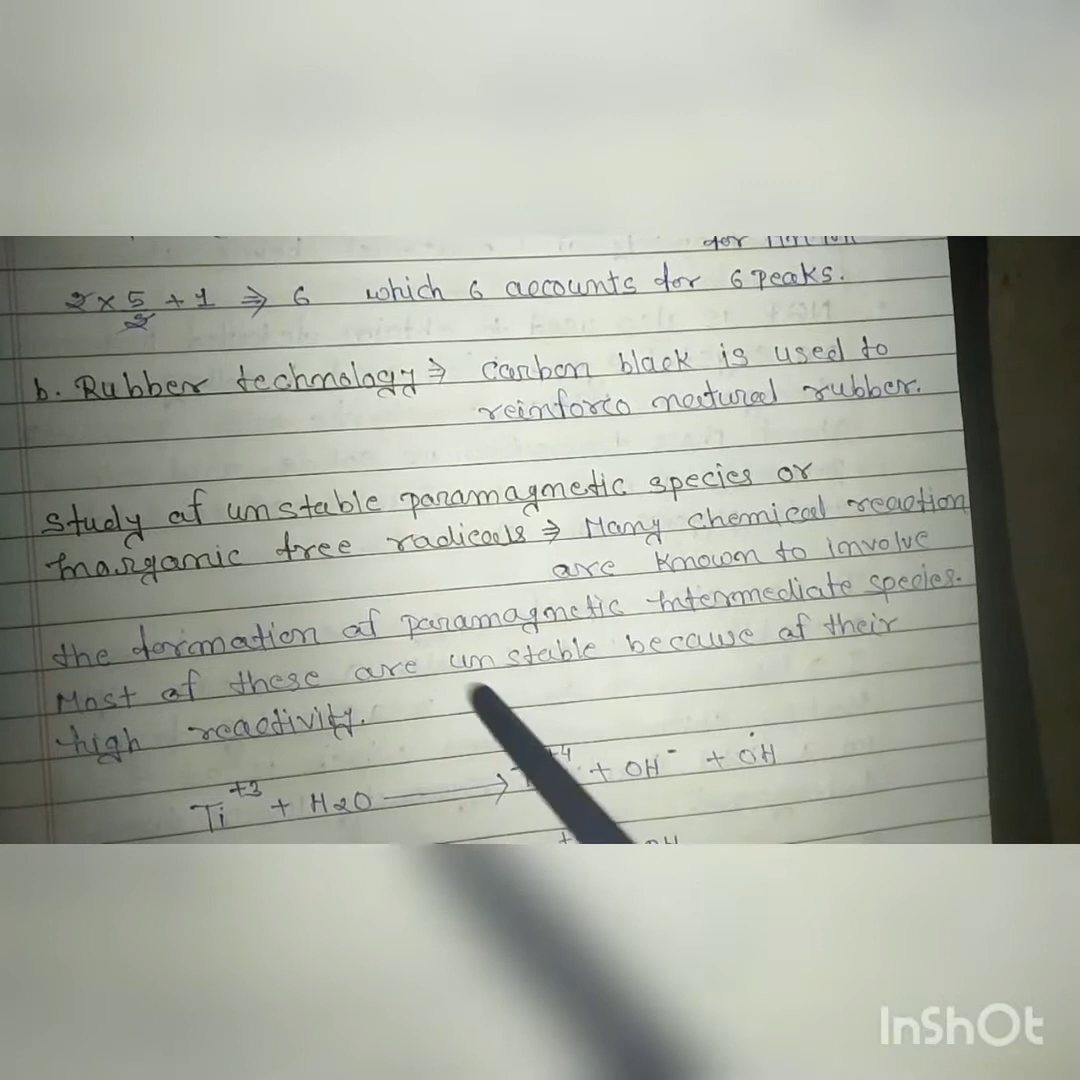 for Mn ion
2 × 5/2 + 1 ⇒ 6 which 6 accounts for 6 peaks.
b. Rubber technology ⇒ carbon black is used to
reinforce natural rubber.
Study of unstable paramagnetic species or
Inorganic free radicals ⇒ Many chemical reaction
are known to involve
the formation of paramagnetic intermediate species.
Most of these are unstable because of their
high reactivity.
Ti+3 + H2O ⟶ +4 + OH- + ȮH
InShOt